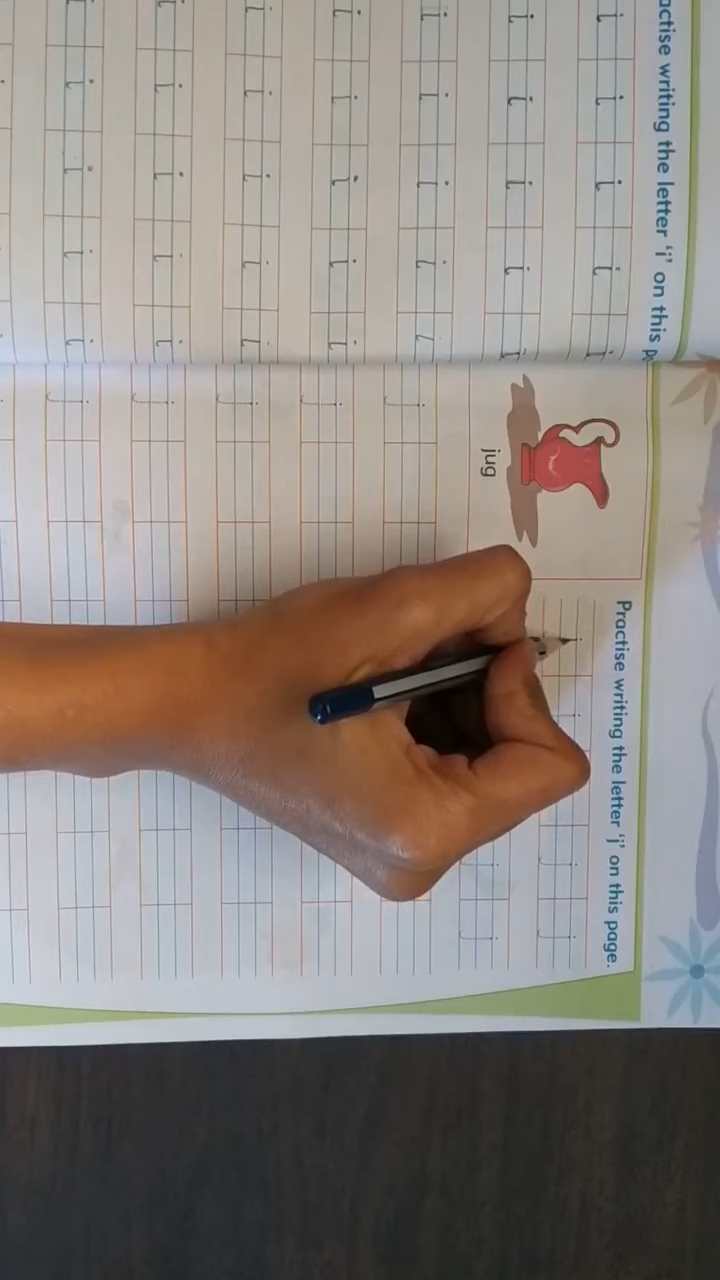 actise writing the letter 'i' on this p
i i i i i
i i i i i
i i i i i
i i i i i
i i i i i
i i i i i
i i i i i
Practise writing the letter 'j' on this page.
j j j
jug
j j
j
j
j
j
j